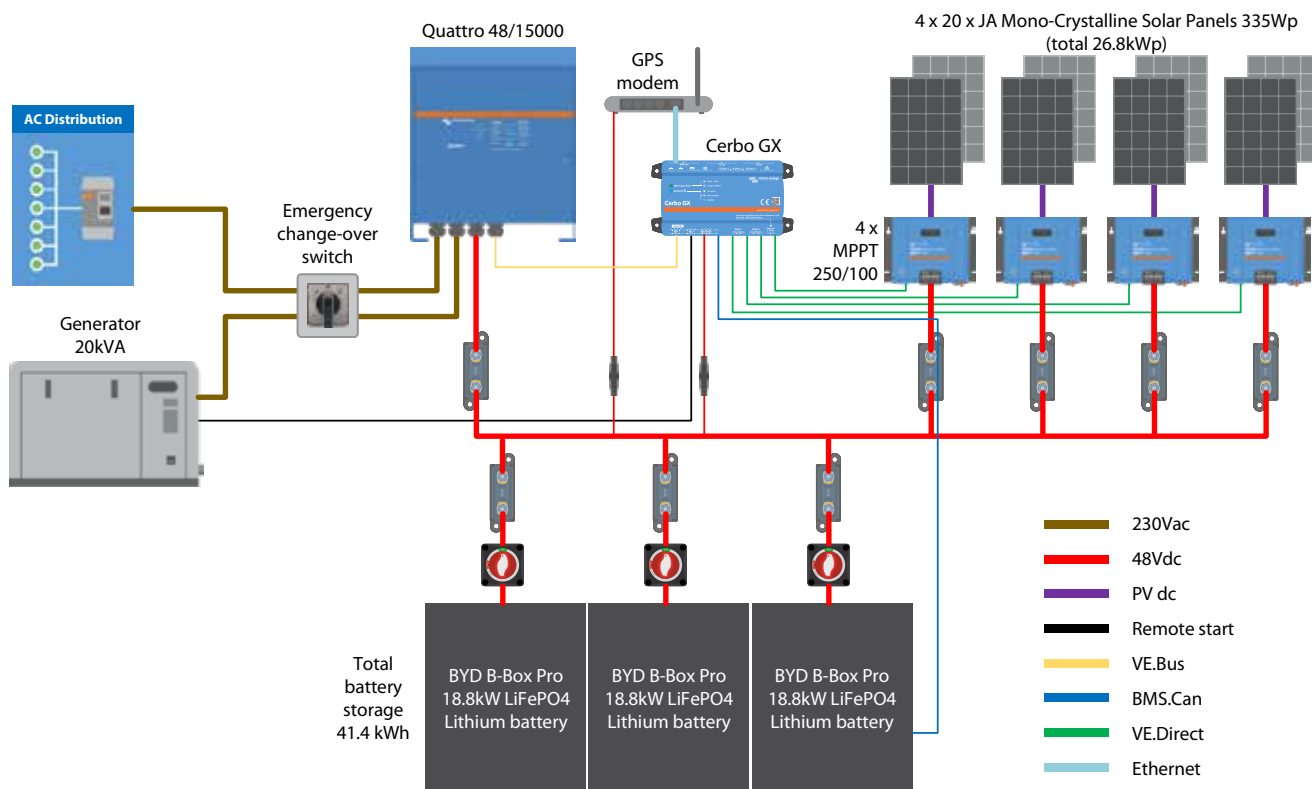 Quattro 48/15000
GPS
modem
4 x 20 x JA Mono-Crystalline Solar Panels 335Wp
(total 26.8kWp)
AC Distribution
Cerbo GX
Cerbo GX
Emergency
change-over
switch
4 x
MPPT
250/100
Generator
20kVA
Total
battery
storage
41.4 kWh
BYD B-Box Pro
18.8kW LiFePO4
Lithium battery
BYD B-Box Pro
18.8kW LiFePO4
Lithium battery
BYD B-Box Pro
18.8kW LiFePO4
Lithium battery
230Vac
48Vdc
PV dc
Remote start
VE.Bus
BMS.Can
VE.Direct
Ethernet